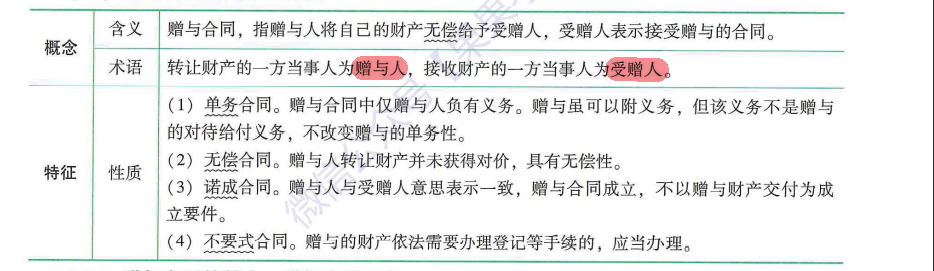 概念
含义
赠与合同，指赠与人将自己的财产无偿给予受赠人，受赠人表示接受赠与的合同。
术语
转让财产的一方当事人为赠与人，接收财产的一方当事人为受赠人。
特征
性质
（1）单务合同。赠与合同中仅赠与人负有义务。赠与虽可以附义务，但该义务不是赠与
的对待给付义务，不改变赠与的单务性。
（2）无偿合同。赠与人转让财产并未获得对价，具有无偿性。
（3）诺成合同。赠与人与受赠人意思表示一致，赠与合同成立，不以赠与财产交付为成
立要件。
（4）不要式合同。赠与的财产依法需要办理登记等手续的，应当办理。
微信公众号【果果